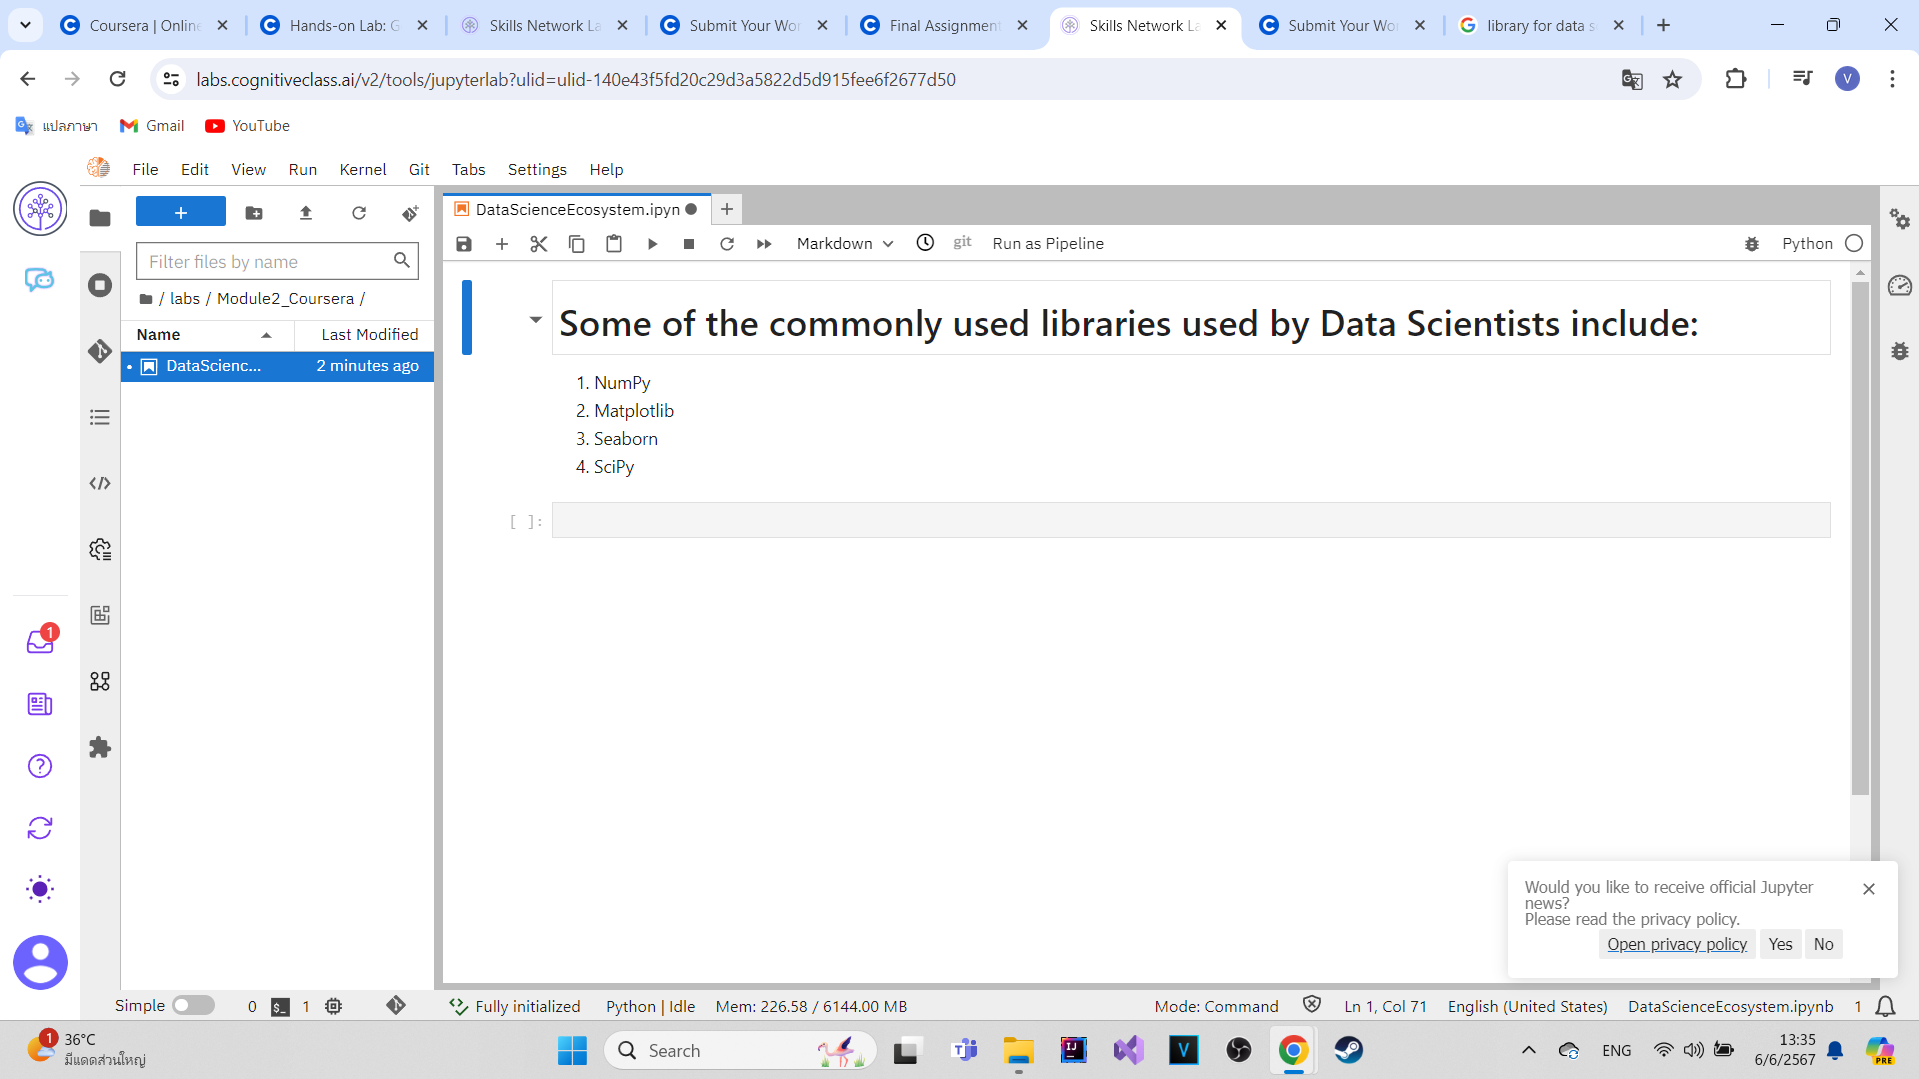 Coursera | Online
Hands-on Lab: G
Skills Network La
Submit Your Wor
Final Assignment
Skills Network La
Submit Your Wor
library for data s
labs.cognitiveclass.ai/v2/tools/jupyterlab?ulid=ulid-140e43f5fd20c29d3a5822d5d915fee6f2677d50
V
แปลภาษา
Gmail
YouTube
File Edit View Run Kernel Git Tabs Settings Help
DataScienceEcosystem.ipyn
Markdown
git
Run as Pipeline
Python
Filter files by name
/ labs / Module2_Coursera /
Name
Last Modified
DataScienc...
2 minutes ago
Some of the commonly used libraries used by Data Scientists include:
1. NumPy
2. Matplotlib
3. Seaborn
4. SciPy
[ ]:
1
Would you like to receive official Jupyter
news?
Please read the privacy policy.
Open privacy policy
Yes
No
Simple
0
1
Fully initialized
Python | Idle
Mem: 226.58 / 6144.00 MB
Mode: Command
Ln 1, Col 71
English (United States)
DataScienceEcosystem.ipynb
1
1
36°C
มีแดดส่วนใหญ่
Search
IJ
V
ENG
13:35
6/6/2567
PRE